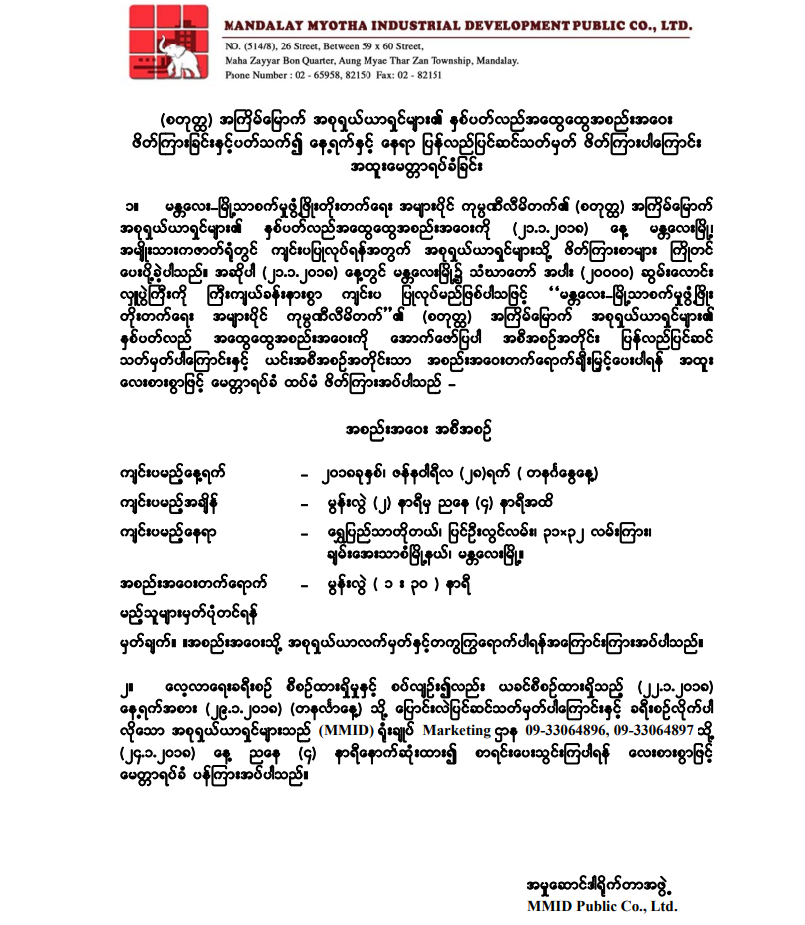 MANDALAY MYOTHA INDUSTRIAL DEVELOPMENT PUBLIC CO., LTD.
NO. (514/8), 26 Street, Between 59 x 60 Street,
Maha Zayyar Bon Quarter, Aung Myae Thar Zan Township, Mandalay.
Phone Number : 02 - 65958, 82150 Fax: 02 - 82151
(စတုတ္ထ) အကြိမ်မြောက် အစုရှယ်ယာရှင်များ၏ နှစ်ပတ်လည်အထွေထွေအစည်းအဝေး
ဖိတ်ကြားခြင်းနှင့်ပတ်သက်၍ နေ့ရက်နှင့် နေရာ ပြန်လည်ပြင်ဆင်သတ်မှတ် ဖိတ်ကြားပါကြောင်း
အထူးမေတ္တာရပ်ခံခြင်း
၁။ မန္တလေး–မြို့သာစက်မှုဖွံ့ဖြိုးတိုးတက်ရေး အများပိုင် ကုမ္ပဏီလီမိတက်၏ (စတုတ္ထ) အကြိမ်မြောက်
အစုရှယ်ယာရှင်များ၏ နှစ်ပတ်လည်အထွေထွေအစည်းအဝေးကို (၂၁.၁.၂၀၁၈) နေ့ မန္တလေးမြို့၊
အမျိုးသားကဇာတ်ရုံတွင် ကျင်းပပြုလုပ်ရန်အတွက် အစုရှယ်ယာရှင်များသို့ ဖိတ်ကြားစာများ ကြိုတင်
ပေးပို့ခဲ့ပါသည်။ အဆိုပါ (၂၁.၁.၂၀၁၈) နေ့တွင် မန္တလေးမြို့၌ သံဃာတော် အပါး (၂၀၀၀၀) ဆွမ်းလောင်း
လှူပွဲကြီးကို ကြီးကျယ်ခန်းနားစွာ ကျင်းပ ပြုလုပ်မည်ဖြစ်ပါသဖြင့် ‘‘မန္တလေး–မြို့သာစက်မှုဖွံ့ဖြိုး
တိုးတက်ရေး အများပိုင် ကုမ္ပဏီလီမိတက်’’၏ (စတုတ္ထ) အကြိမ်မြောက် အစုရှယ်ယာရှင်များ၏
နှစ်ပတ်လည် အထွေထွေအစည်းအဝေးကို အောက်ဖော်ပြပါ အစီအစဉ်အတိုင်း ပြန်လည်ပြင်ဆင်
သတ်မှတ်ပါကြောင်းနှင့် ယင်းအစီအစဉ်အတိုင်းသာ အစည်းအဝေးတက်ရောက်ချီးမြှင့်ပေးပါရန် အထူး
လေးစားစွာဖြင့် မေတ္တာရပ်ခံ ထပ်မံ ဖိတ်ကြားအပ်ပါသည် –
အစည်းအဝေး အစီအစဉ်
ကျင်းပမည့်နေ့ရက် – ၂၀၁၈ခုနှစ်၊ ဇန်နဝါရီလ (၂၈)ရက် ( တနင်္ဂနွေနေ့)
ကျင်းပမည့်အချိန် – မွန်းလွဲ (၂) နာရီမှ ညနေ (၄) နာရီအထိ
ကျင်းပမည့်နေရာ – ရွှေပြည်သာဟိုတယ်၊ ပြင်ဦးလွင်လမ်း၊ ၃၁×၃၂ လမ်းကြား၊
ချမ်းအေးသာစံမြို့နယ်၊ မန္တလေးမြို့။
အစည်းအဝေးတက်ရောက် – မွန်းလွဲ ( ၁ း ၃၀ ) နာရီ
မည့်သူများမှတ်ပုံတင်ရန်
မှတ်ချက်။ ။အစည်းအဝေးသို့ အစုရှယ်ယာလက်မှတ်နှင့်တကွကြွရောက်ပါရန်အကြောင်းကြားအပ်ပါသည်။
၂။ လေ့လာရေးခရီးစဉ် စီစဉ်ထားရှိမှုနှင့် စပ်လျဉ်း၍လည်း ယခင်စီစဉ်ထားရှိသည့် (၂၂.၁.၂၀၁၈)
နေ့ရက်အစား (၂၉.၁.၂၀၁၈) (တနင်္လာနေ့) သို့ ပြောင်းလဲပြင်ဆင်သတ်မှတ်ပါကြောင်းနှင့် ခရီးစဉ်လိုက်ပါ
လိုသော အစုရှယ်ယာရှင်များသည် (MMID) ရုံးချုပ် Marketing ဌာန 09-33064896, 09-33064897 သို့
(၂၄.၁.၂၀၁၈) နေ့ ညနေ (၄) နာရီနောက်ဆုံးထား၍ စာရင်းပေးသွင်းကြပါရန် လေးစားစွာဖြင့်
မေတ္တာရပ်ခံ ပန်ကြားအပ်ပါသည်။
အမှုဆောင်ဒါရိုက်တာအဖွဲ့
MMID Public Co., Ltd.